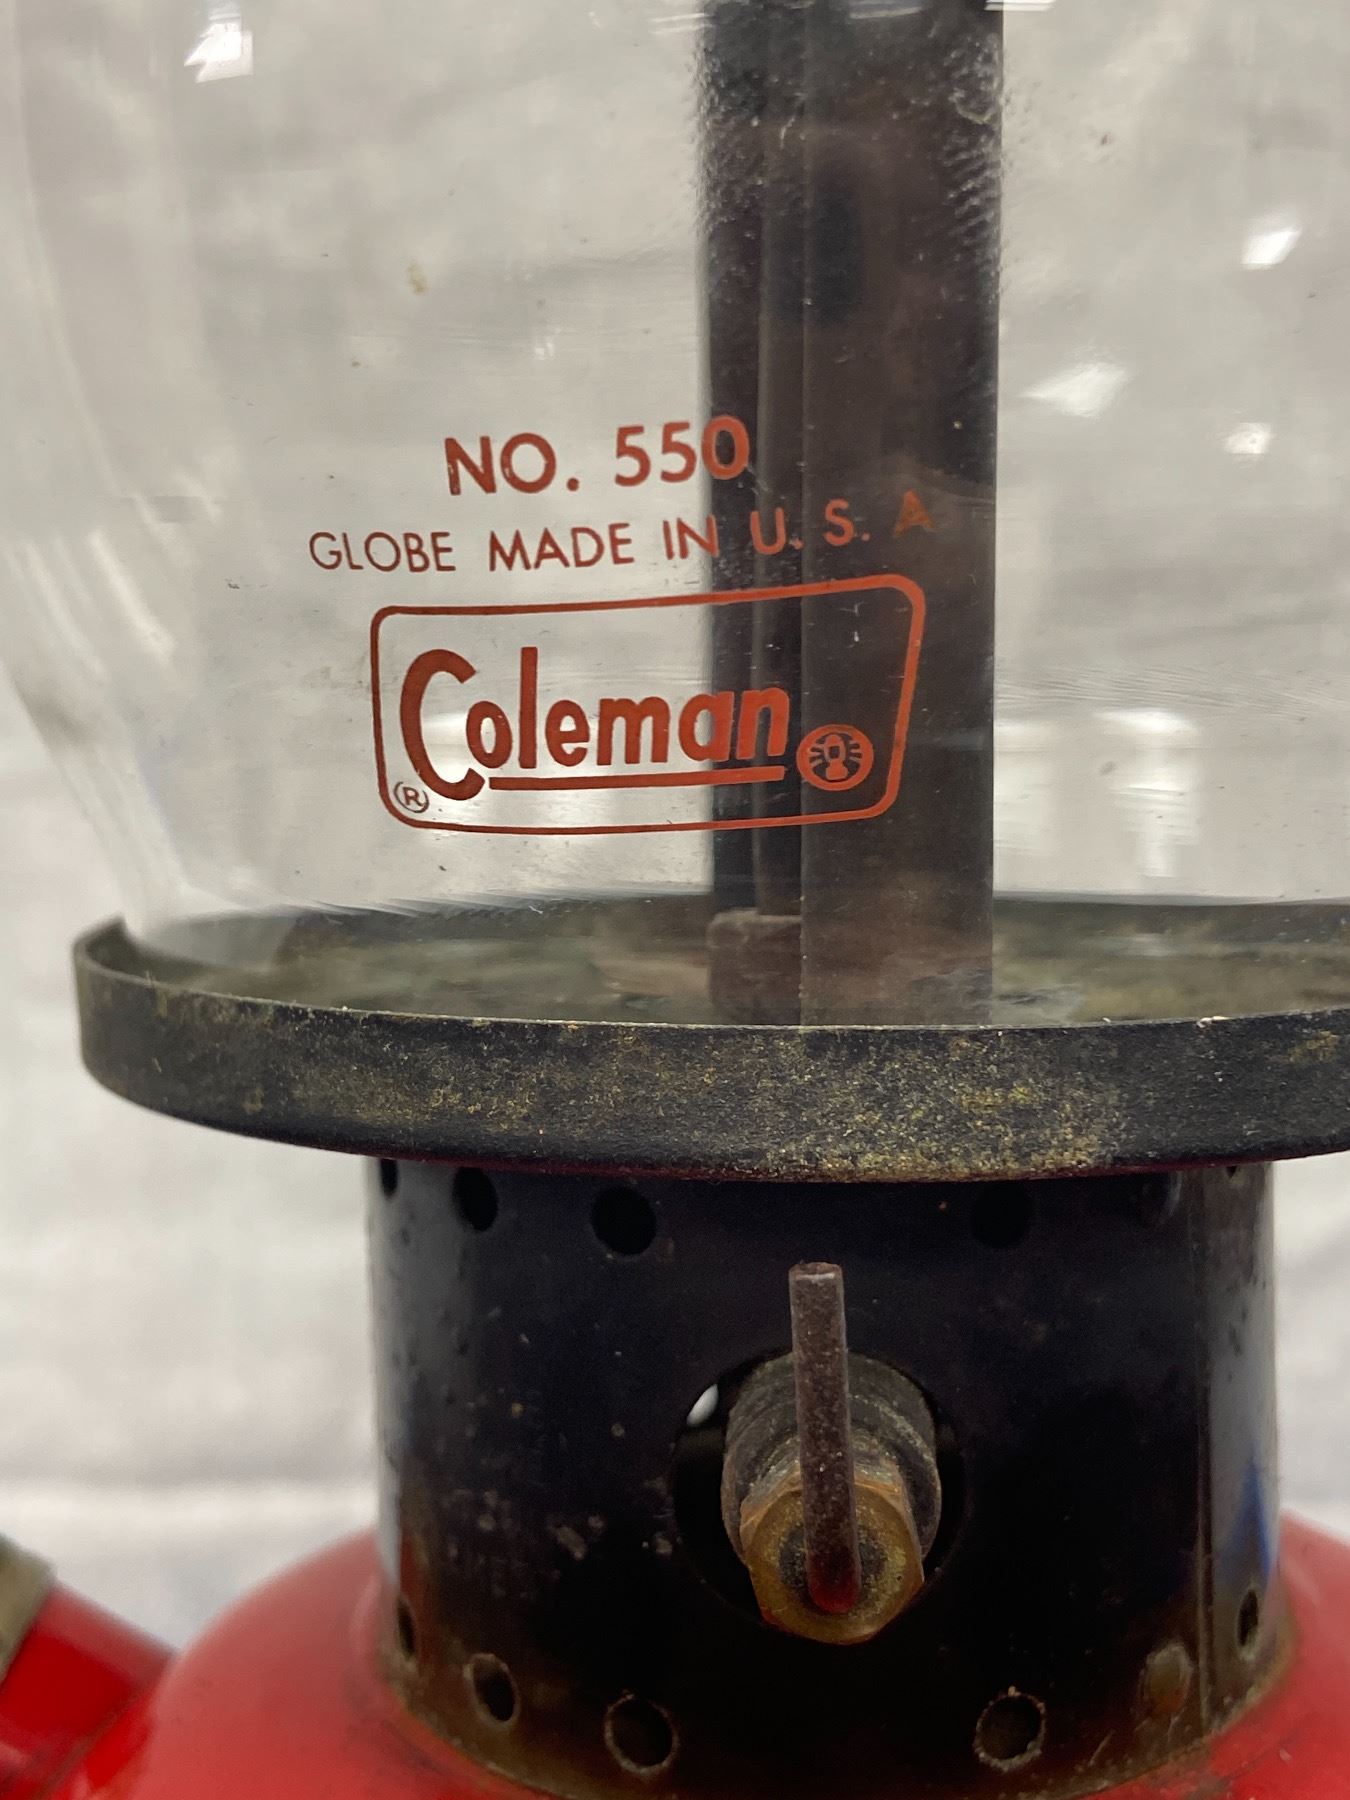 NO. 550
GLOBE MADE IN U. S. A
Coleman
®